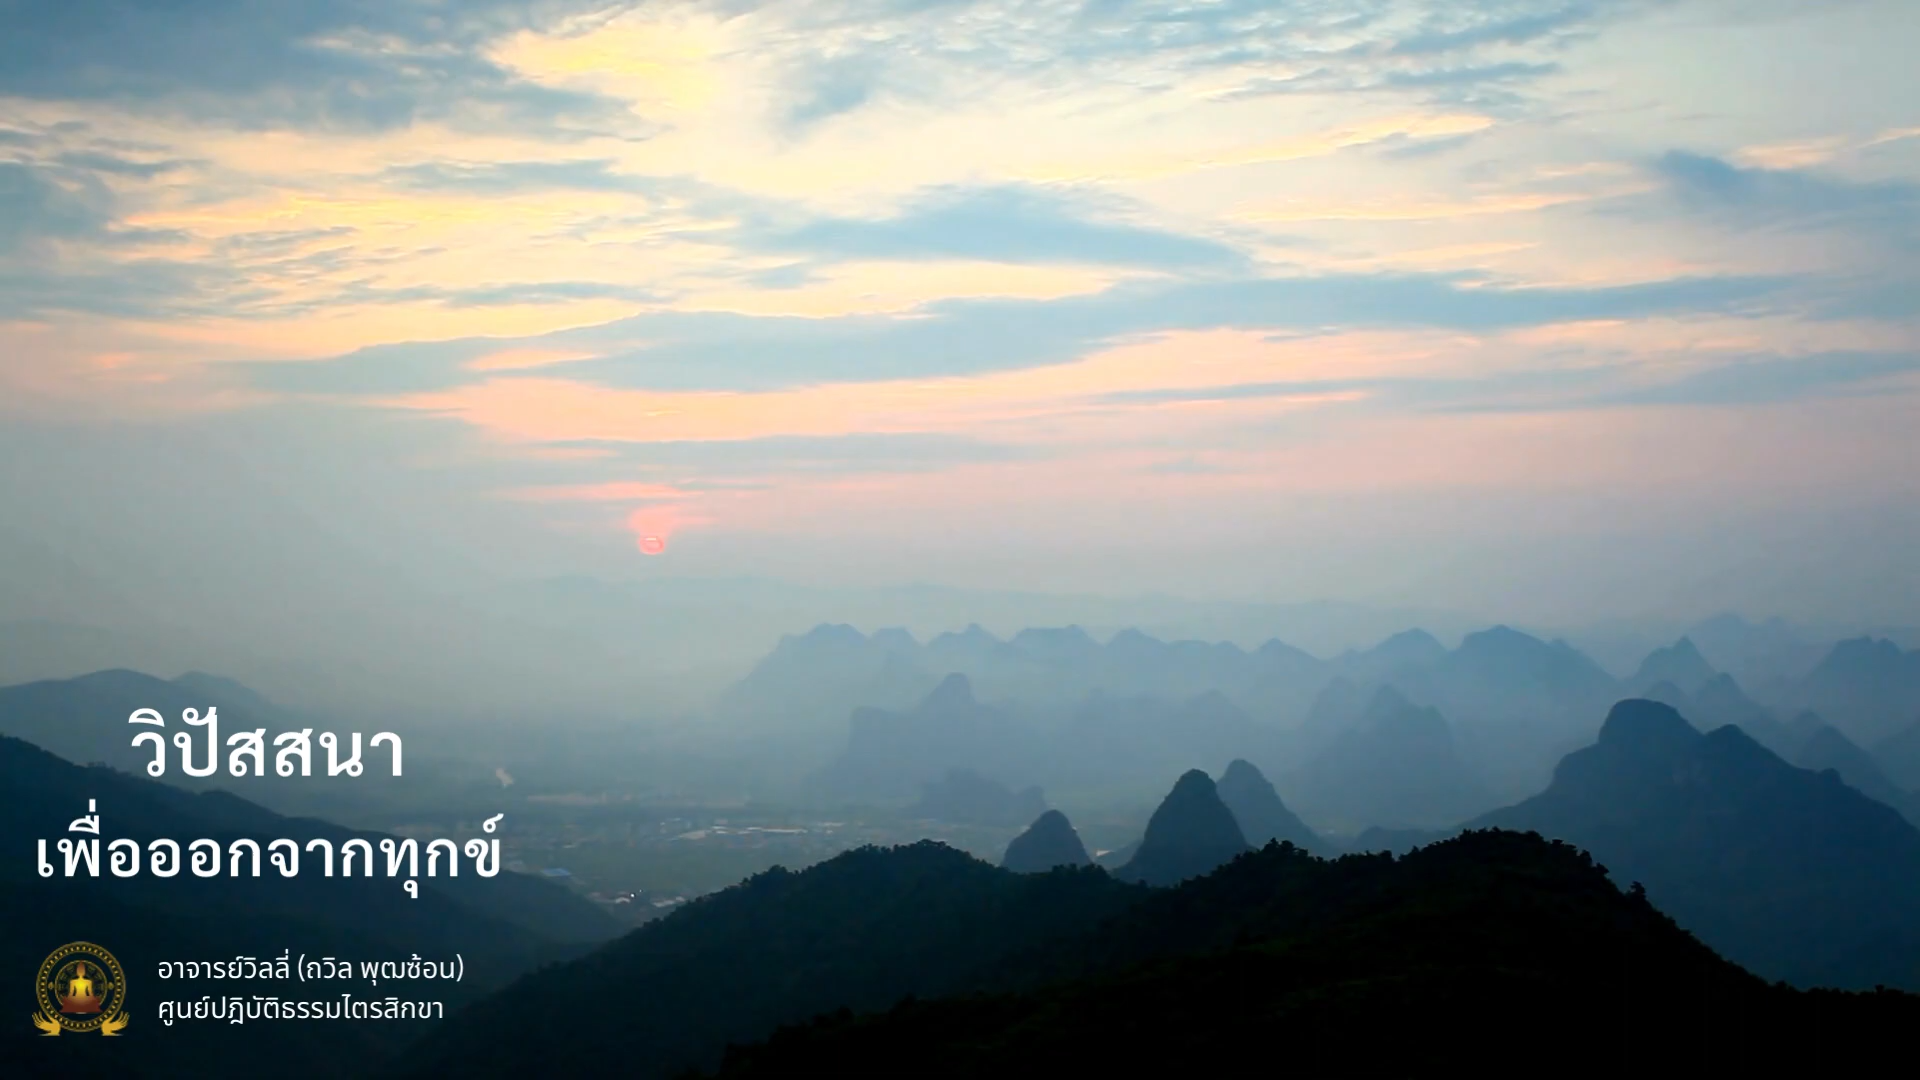 วิปัสสนา
เพื่อออกจากทุกข์
อาจารย์วิลลี่ (ถวิล พุฒซ้อน)
ศูนย์ปฎิบัติธรรมไตรสิกขา